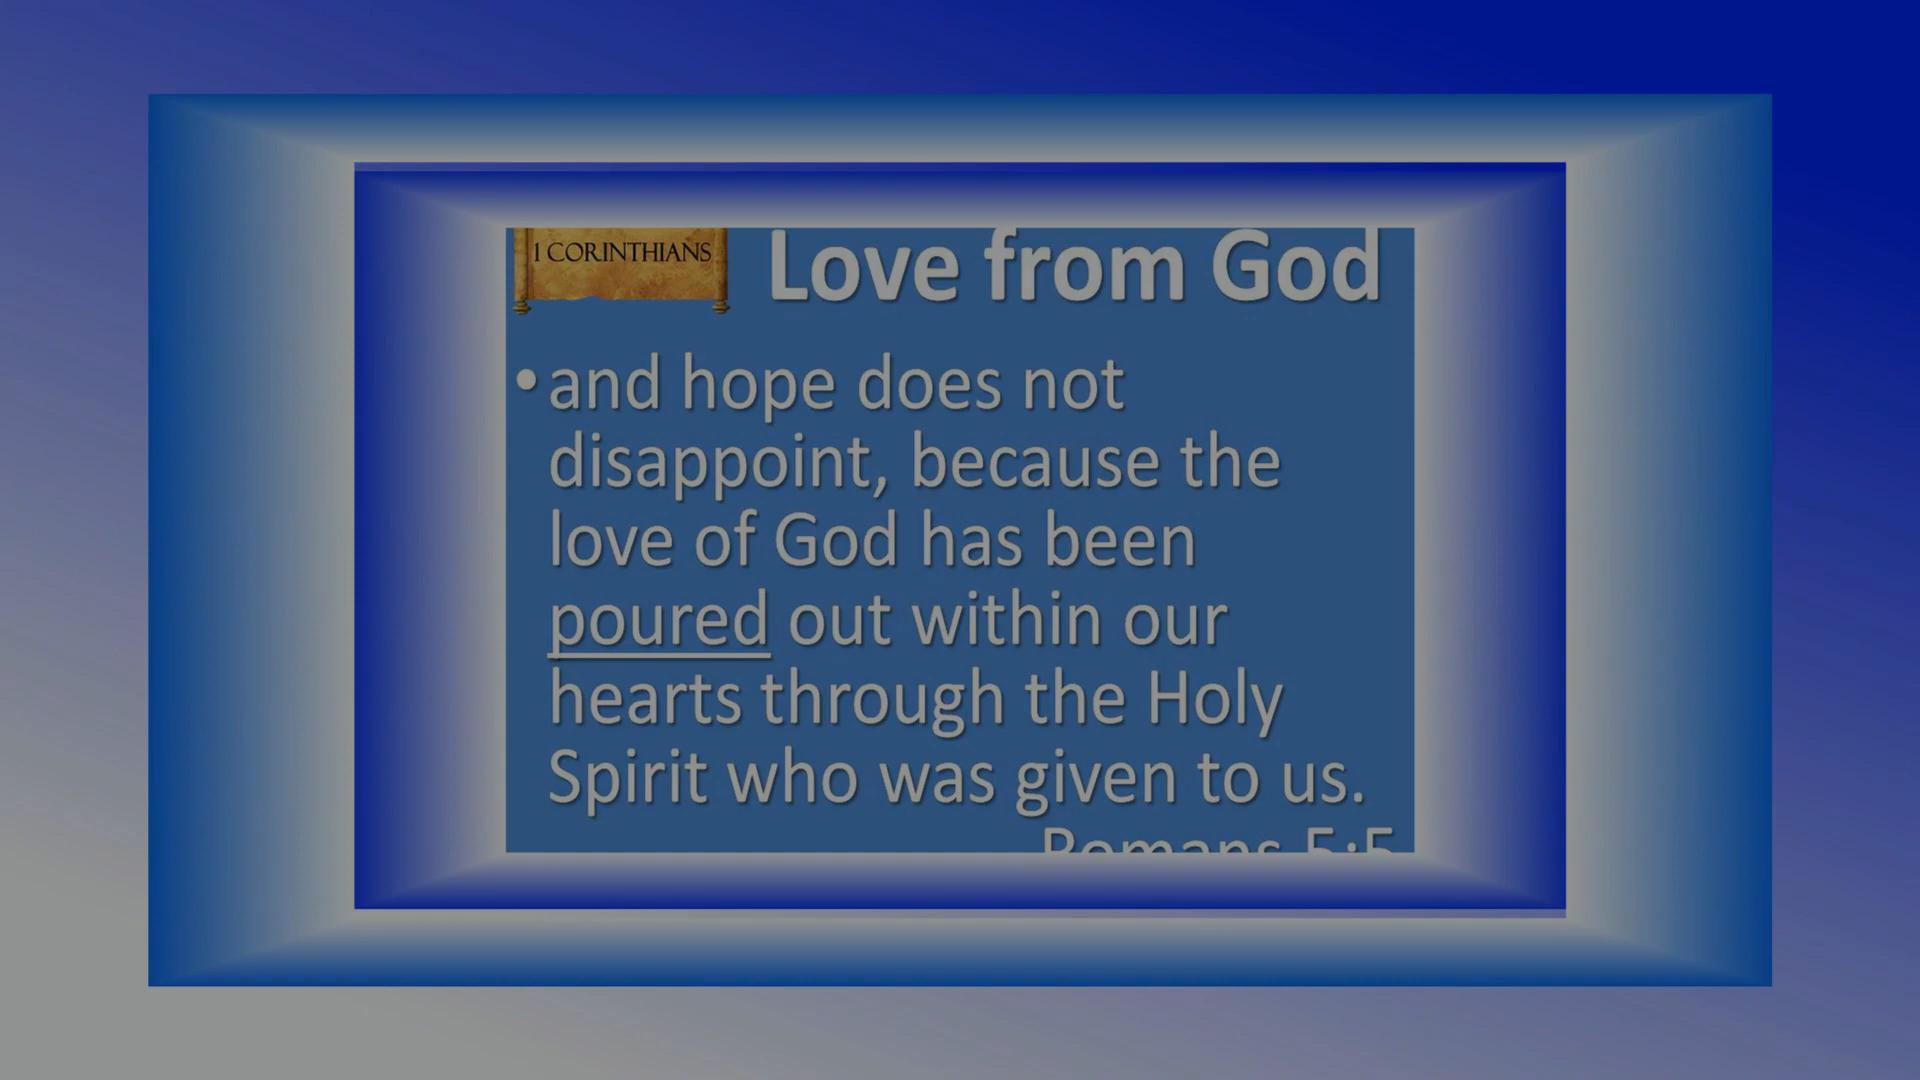 1 CORINTHIANS
Love from God
• and hope does not
disappoint, because the
love of God has been
poured out within our
hearts through the Holy
Spirit who was given to us.
Romans 5:5